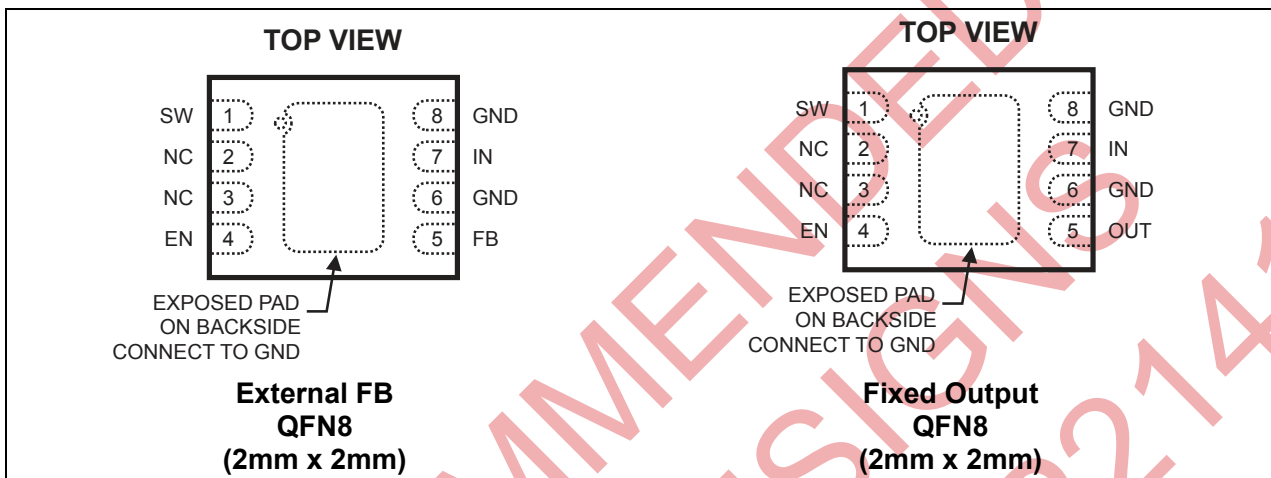 TOP VIEW
SW 1 8 GND
NC 2 7 IN
NC 3 6 GND
EN 4 5 FB
EXPOSED PAD
ON BACKSIDE
CONNECT TO GND
External FB
QFN8
(2mm x 2mm)
TOP VIEW
SW 1 8 GND
NC 2 7 IN
NC 3 6 GND
EN 4 5 OUT
EXPOSED PAD
ON BACKSIDE
CONNECT TO GND
Fixed Output
QFN8
(2mm x 2mm)